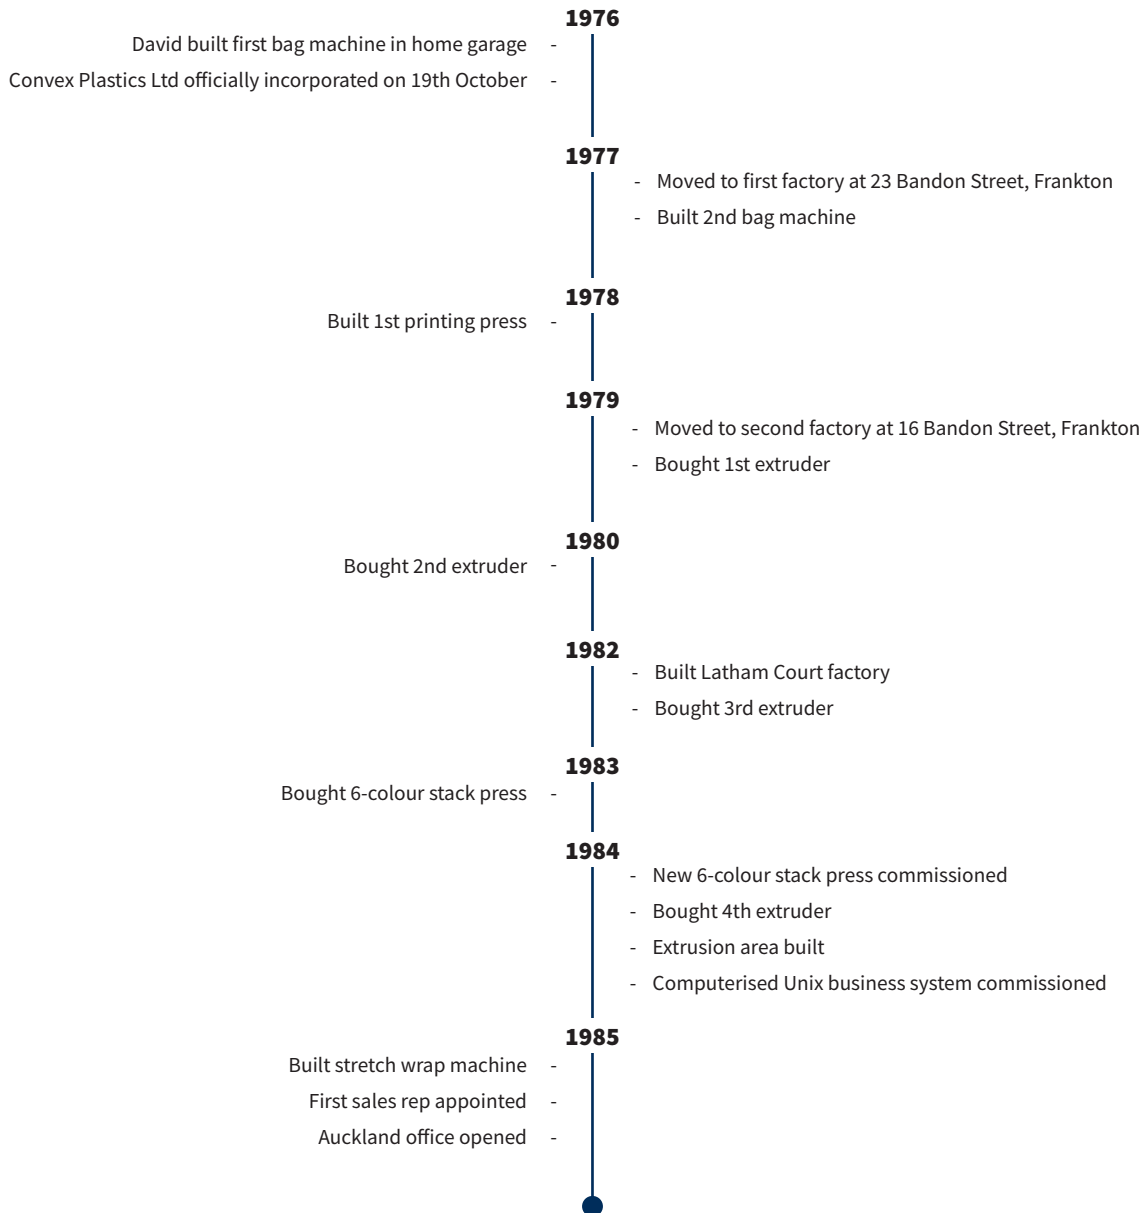 1976
David built first bag machine in home garage -
Convex Plastics Ltd officially incorporated on 19th October -
1977
- Moved to first factory at 23 Bandon Street, Frankton
- Built 2nd bag machine
1978
Built 1st printing press -
1979
- Moved to second factory at 16 Bandon Street, Frankton
- Bought 1st extruder
1980
Bought 2nd extruder -
1982
- Built Latham Court factory
- Bought 3rd extruder
1983
Bought 6-colour stack press -
1984
- New 6-colour stack press commissioned
- Bought 4th extruder
- Extrusion area built
- Computerised Unix business system commissioned
1985
Built stretch wrap machine -
First sales rep appointed -
Auckland office opened -